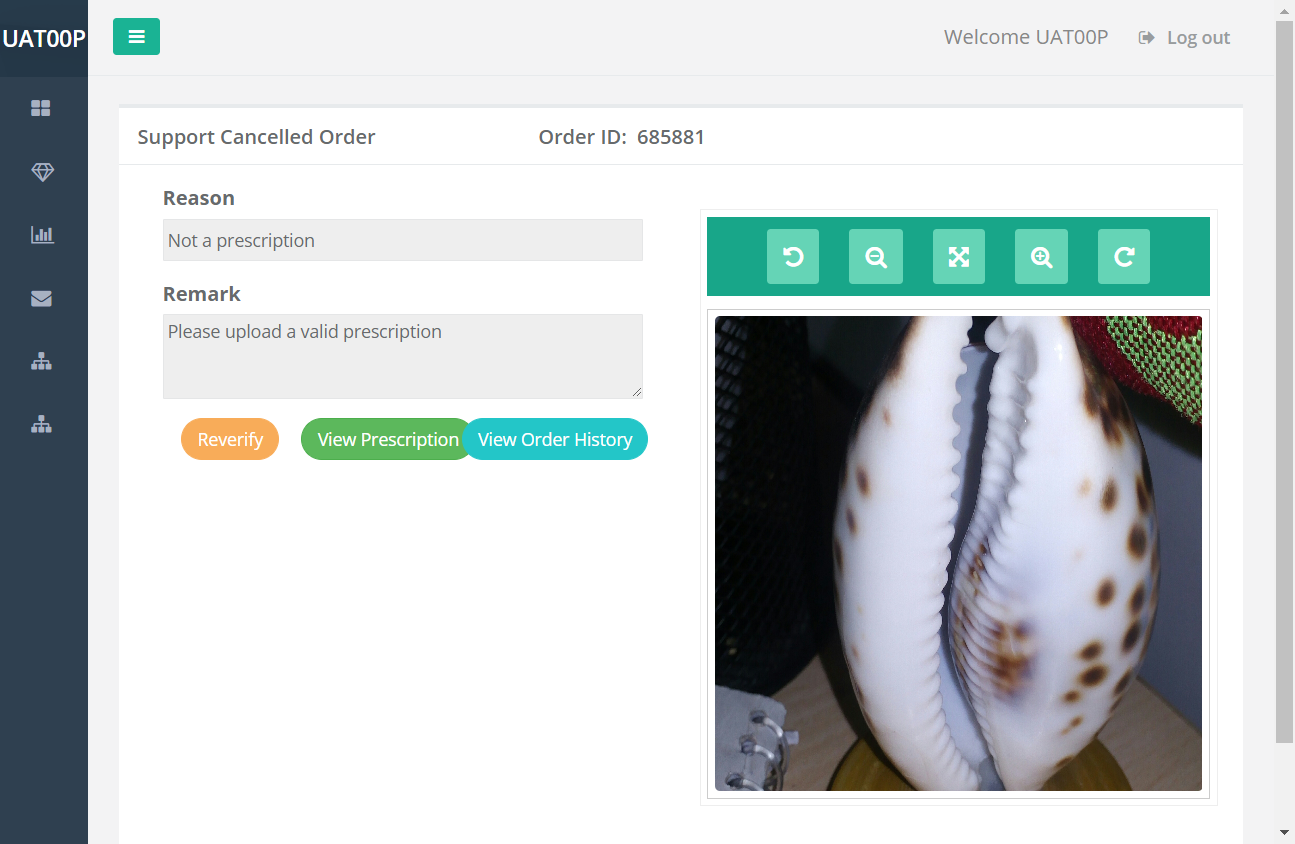 UAT00P
Welcome UAT00P
Log out
Support Cancelled Order
Order ID: 685881
Reason
Not a prescription
Remark
Please upload a valid prescription
Reverify
View Prescription
View Order History